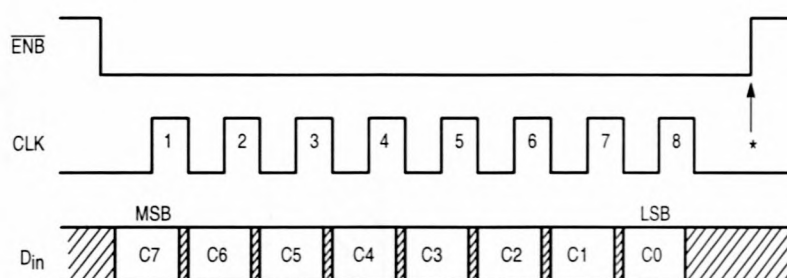 ENB
CLK 1 2 3 4 5 6 7 8 *
MSB LSB
Din C7 C6 C5 C4 C3 C2 C1 C0